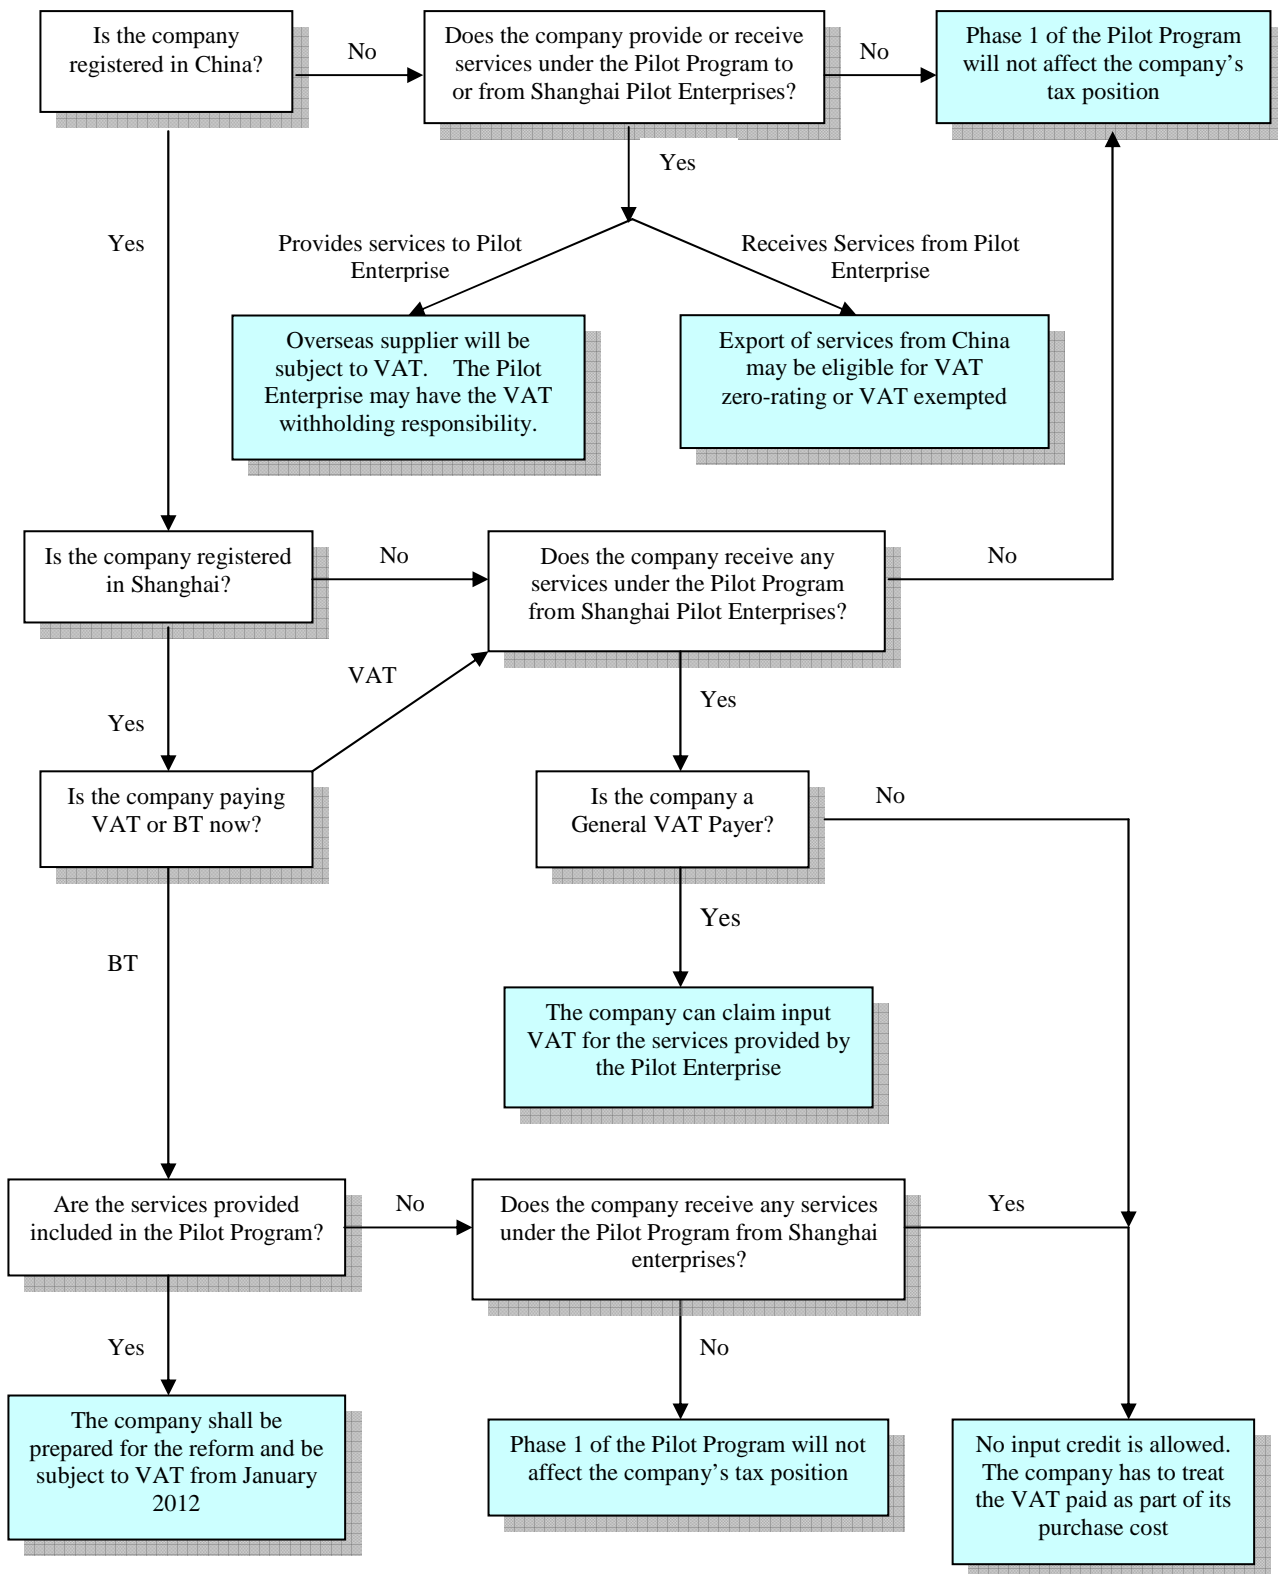 Is the company
registered in China?
No
Does the company provide or receive
services under the Pilot Program to
or from Shanghai Pilot Enterprises?
No
Phase 1 of the Pilot Program
will not affect the company's
tax position
Yes
Yes
Provides services to Pilot
Enterprise
Receives Services from Pilot
Enterprise
Overseas supplier will be
subject to VAT. The Pilot
Enterprise may have the VAT
withholding responsibility.
Export of services from China
may be eligible for VAT
zero-rating or VAT exempted
Is the company registered
in Shanghai?
No
Does the company receive any
services under the Pilot Program
from Shanghai Pilot Enterprises?
No
VAT
Yes
Yes
Is the company paying
VAT or BT now?
Is the company a
General VAT Payer?
No
Yes
BT
The company can claim input
VAT for the services provided by
the Pilot Enterprise
Are the services provided
included in the Pilot Program?
No
Does the company receive any services
under the Pilot Program from Shanghai
enterprises?
Yes
Yes
No
The company shall be
prepared for the reform and be
subject to VAT from January
2012
Phase 1 of the Pilot Program will not
affect the company's tax position
No input credit is allowed.
The company has to treat
the VAT paid as part of its
purchase cost